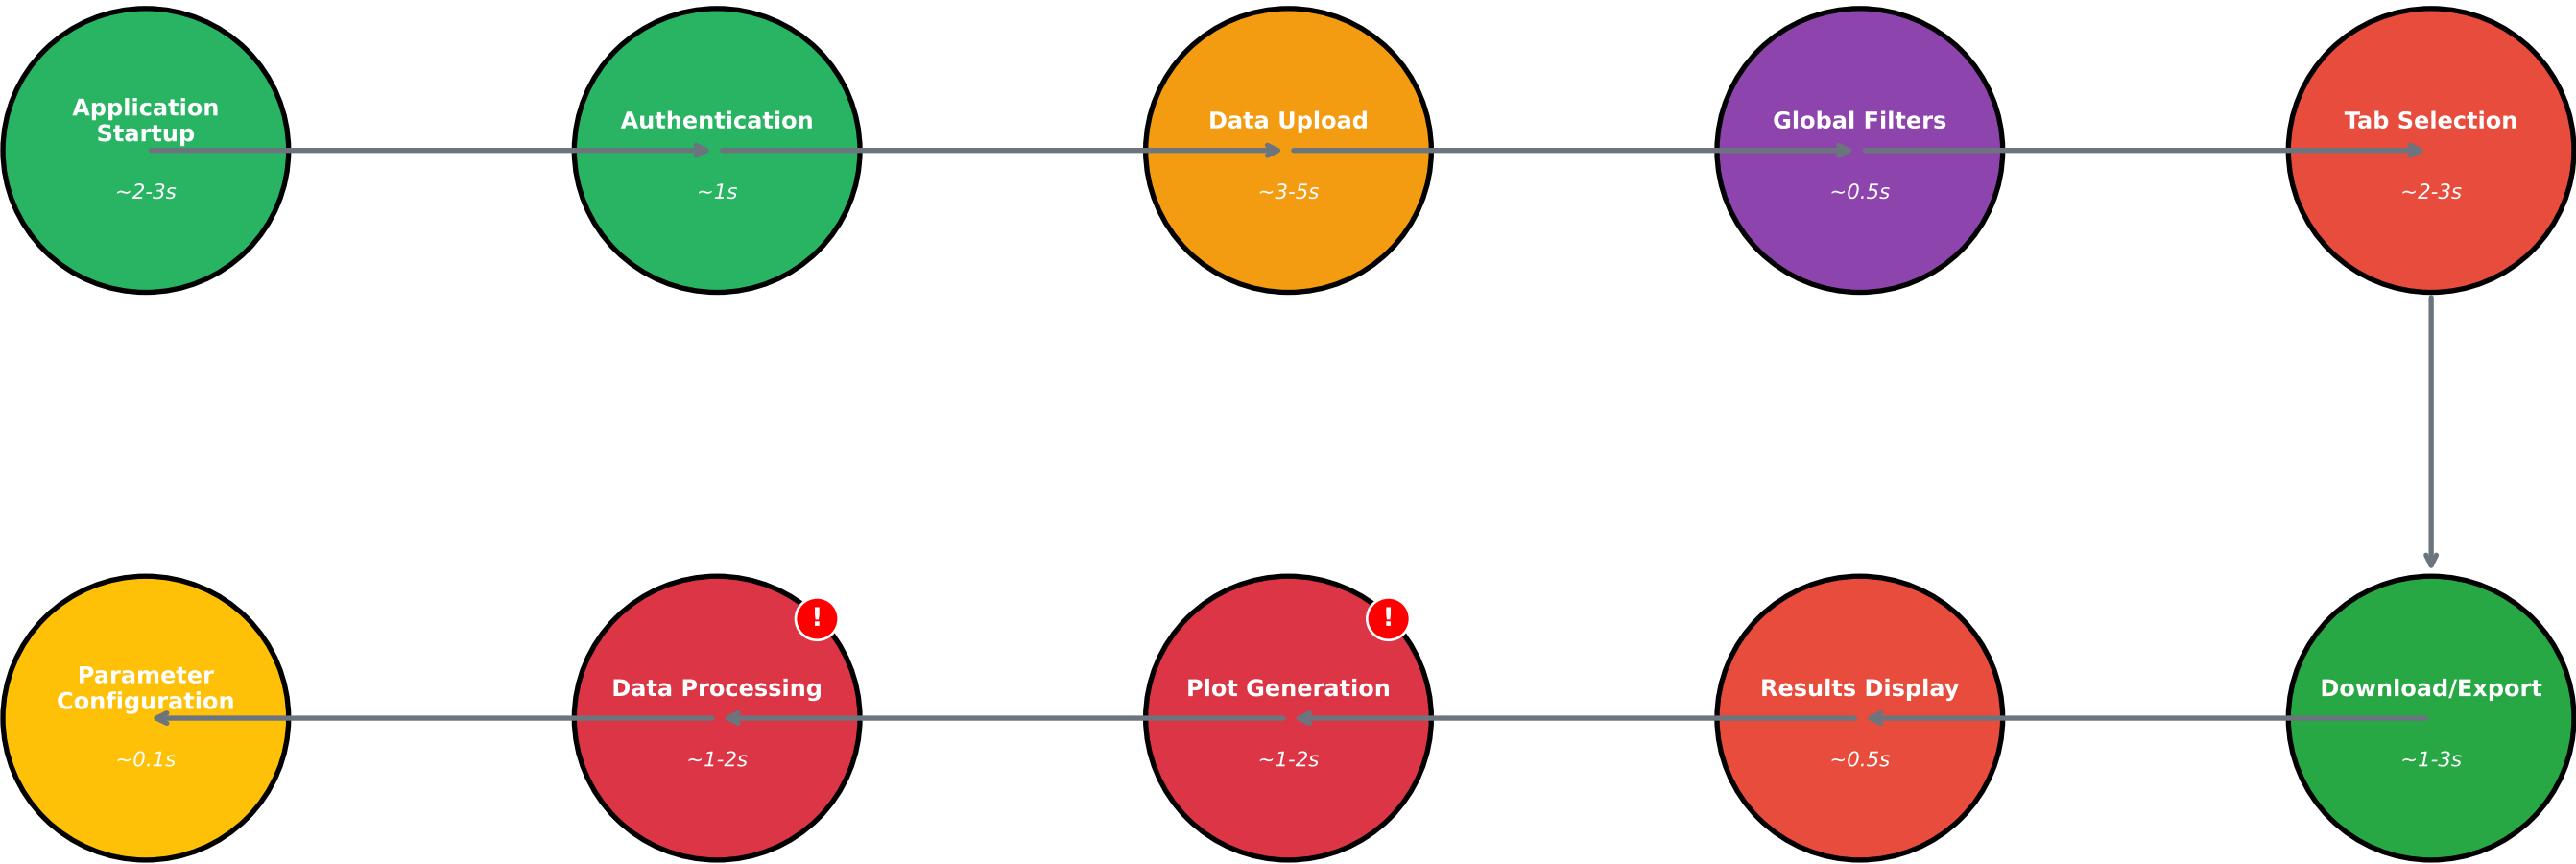 Application
Startup
~2-3s
Authentication
~1s
Data Upload
~3-5s
Global Filters
~0.5s
Tab Selection
~2-3s
Parameter
Configuration
~0.1s
!
Data Processing
~1-2s
!
Plot Generation
~1-2s
Results Display
~0.5s
Download/Export
~1-3s